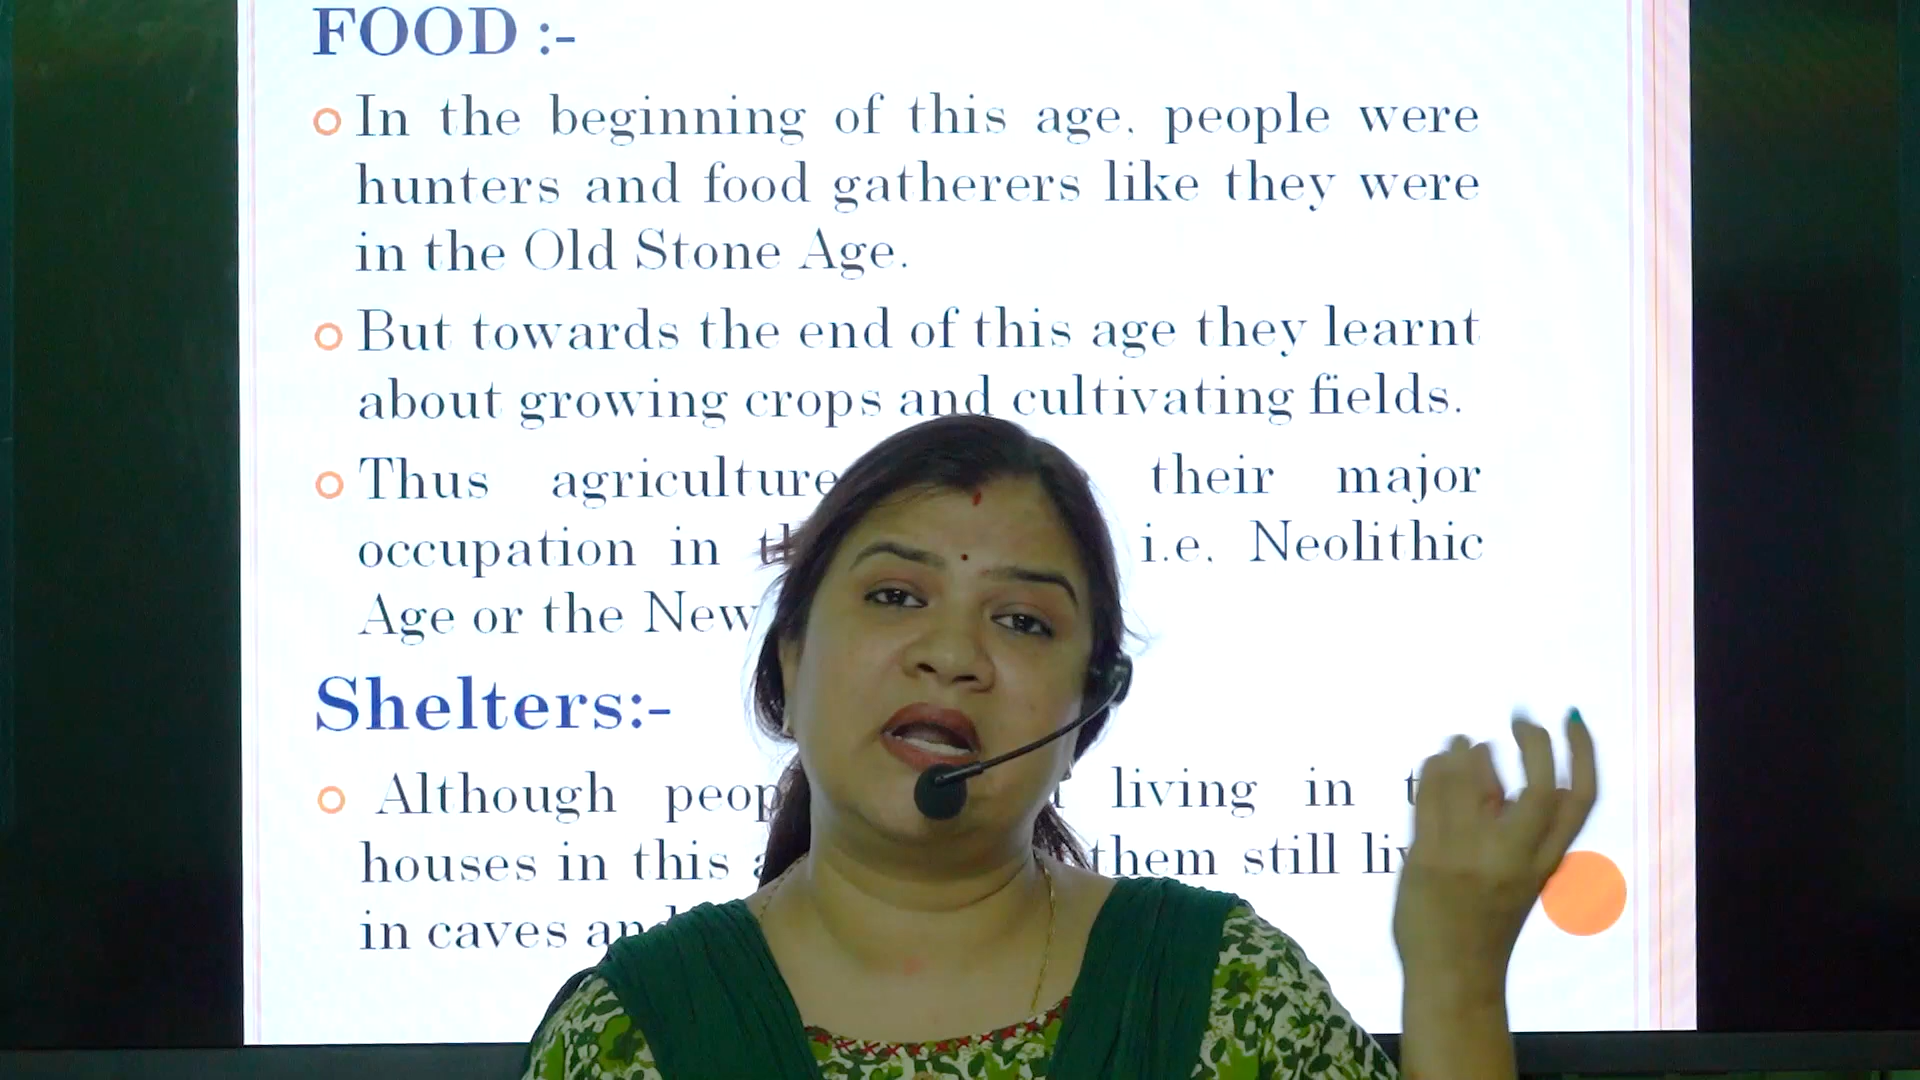 FOOD :-
In the beginning of this age, people were
hunters and food gatherers like they were
in the Old Stone Age.
But towards the end of this age they learnt
about growing crops and cultivating fields.
Thus agriculture their major
occupation in i.e. Neolithic
Age or the New
Shelters:-
Although living in
houses in this them still
in caves